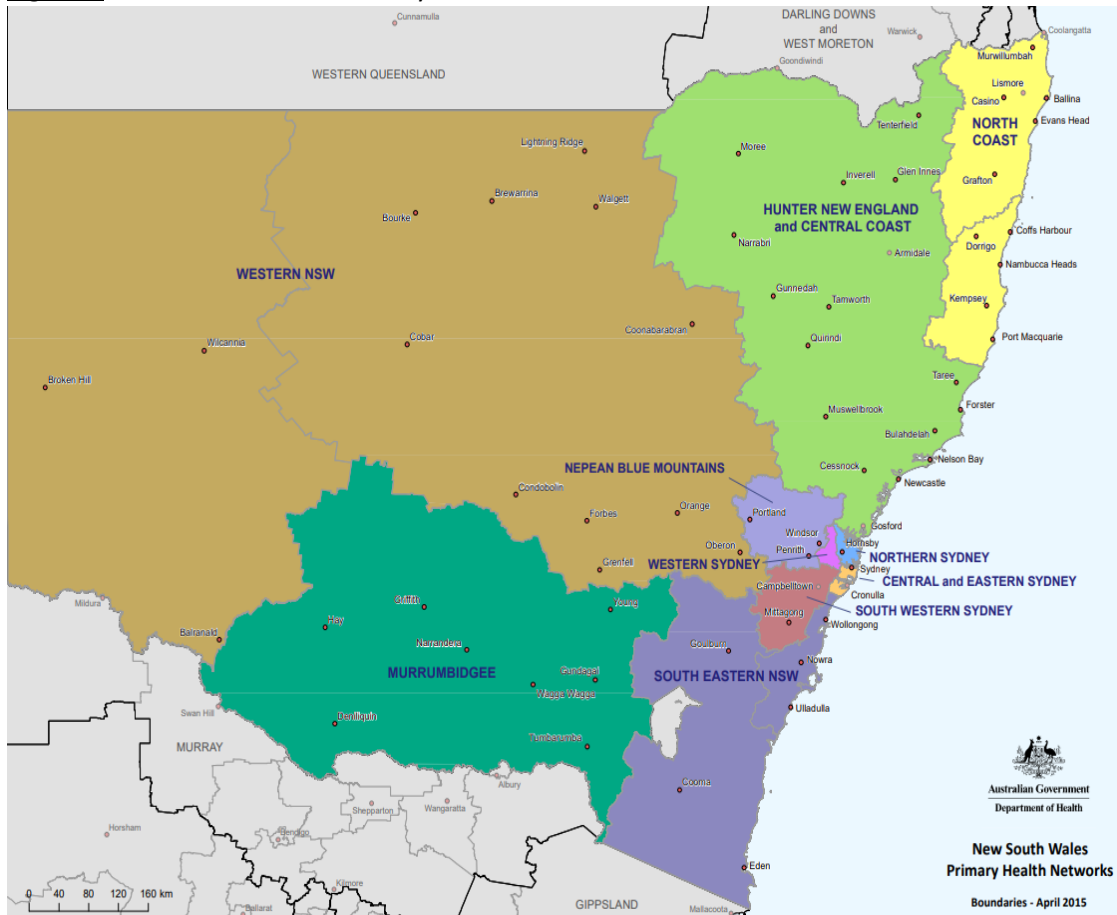 Cunnamulla
DARLING DOWNS
and
WEST MORETON
Warwick
Coolangatta
Goondiwindi
WESTERN QUEENSLAND
Murwillumbah
Lismore
Casino
Ballina
Evans Head
NORTH
COAST
Tenterfield
Lightning Ridge
Moree
Inverell
Glen Innes
Grafton
Brewarrina
Walgett
Bourke
HUNTER NEW ENGLAND
and CENTRAL COAST
Coffs Harbour
Dorrigo
Narrabri
Armidale
Nambucca Heads
WESTERN NSW
Gunnedah
Tamworth
Kempsey
Coonabarabran
Cobar
Wilcannia
Quirindi
Port Macquarie
Broken Hill
Taree
Forster
Muswellbrook
Bulahdelah
Nelson Bay
NEPEAN BLUE MOUNTAINS
Cessnock
Newcastle
Condobolin
Forbes
Orange
Portland
Gosford
Windsor
Hornsby
Oberon
Penrith
NORTHERN SYDNEY
WESTERN SYDNEY
Grenfell
Sydney
CENTRAL and EASTERN SYDNEY
Campbelltown
Cronulla
Mildura
Griffith
Young
SOUTH WESTERN SYDNEY
Hay
Mittagong
Wollongong
Balranald
Narrandera
Goulburn
Nowra
MURRUMBIDGEE
Gundagai
SOUTH EASTERN NSW
Wagga Wagga
Swan Hill
Ulladulla
Deniliquin
MURRAY
Tumbarumba
Albury
Cooma
Shepparton
Wangaratta
Horsham
Bendigo
Eden
Kilmore
0 40 80 120 160 km
Ballarat
GIPPSLAND
Mallacoota
Australian Government
Department of Health
New South Wales
Primary Health Networks
Boundaries - April 2015